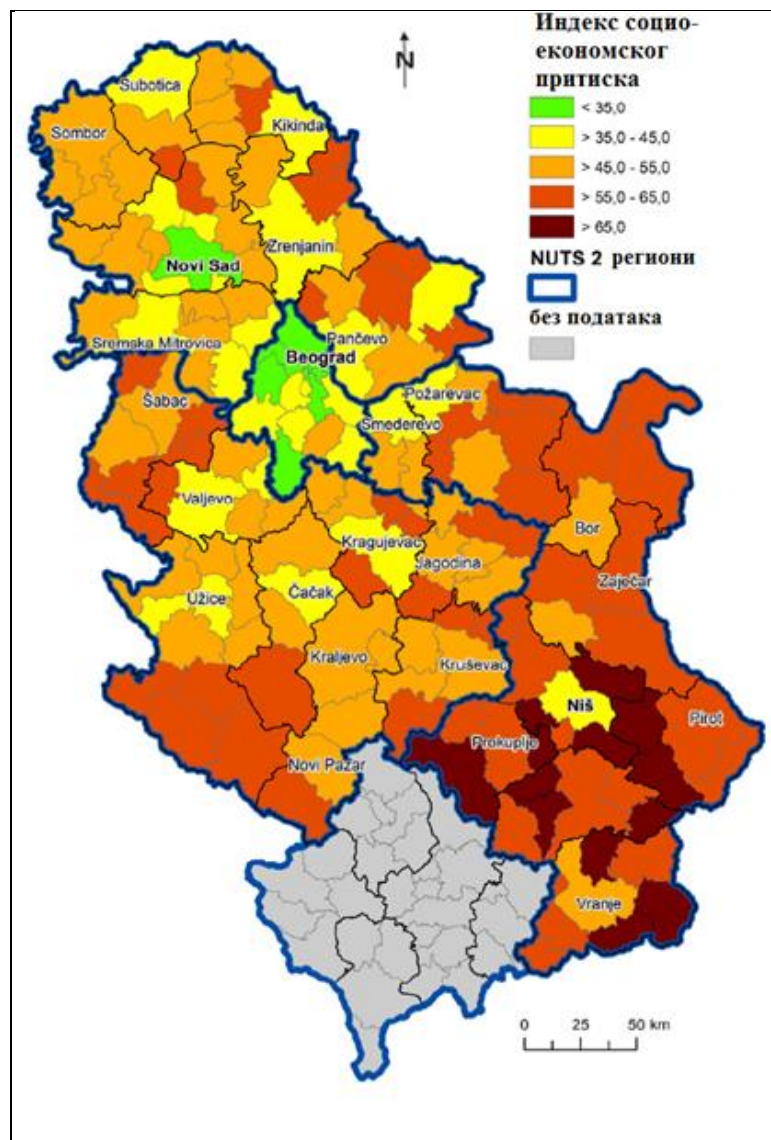 Индекс социо-
економског
притиска
< 35,0
> 35,0 - 45,0
> 45,0 - 55,0
> 55,0 - 65,0
> 65,0
NUTS 2 региони
без података
N
Subotica
Sombor
Kikinda
Zrenjanin
Novi Sad
Sremska Mitrovica
Pančevo
Beograd
Šabac
Požarevac
Smederevo
Valjevo
Bor
Kragujevac
Jagodina
Zaječar
Užice
Čačak
Kraljevo
Kruševac
Niš
Pirot
Prokuplje
Novi Pažar
Vranje
0 25 50 km